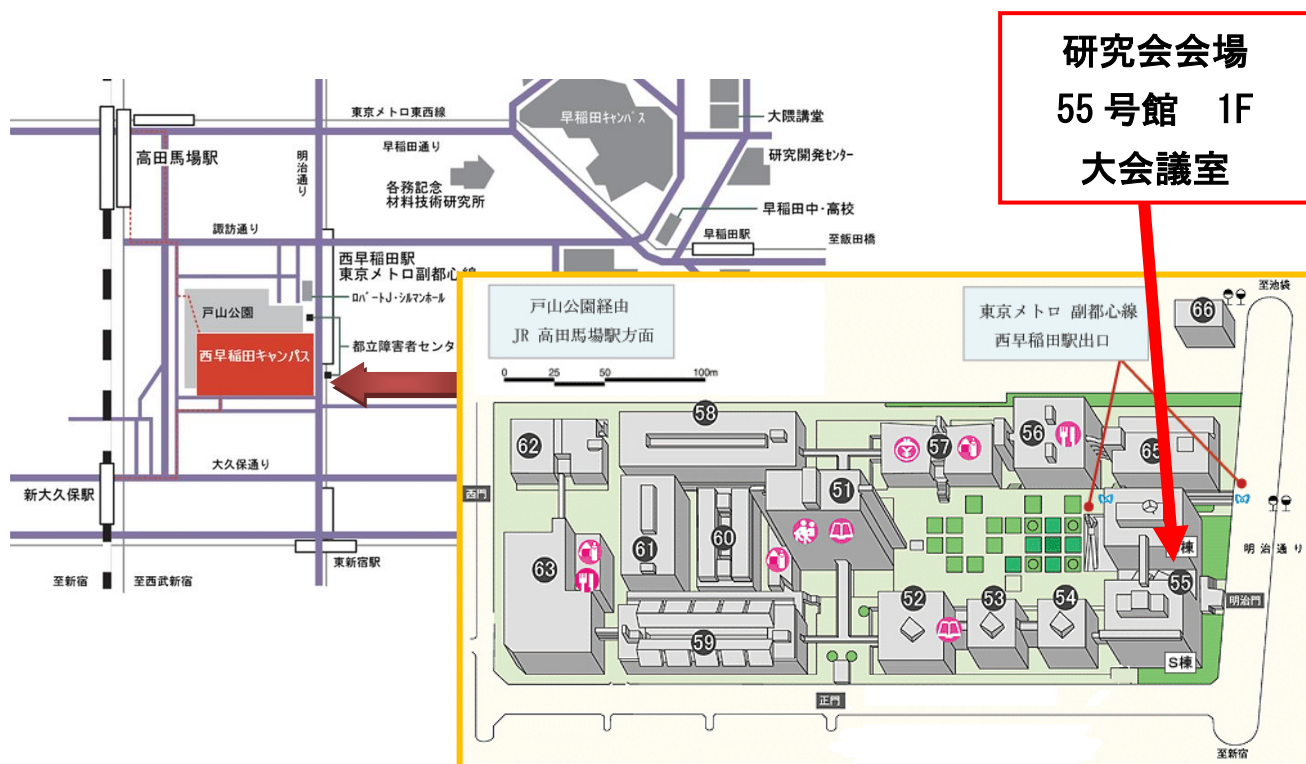 研究会会場
55 号館　1F
大会議室
東京メトロ東西線
早稲田通り
高田馬場駅
明治通り
各務記念
材料技術研究所
早稲田キャンパス
大隈講堂
研究開発センター
早稲田中・高校
早稲田駅
至飯田橋
諏訪通り
西早稲田駅
東京メトロ副都心線
ロバートJ・シルマンホール
戸山公園
西早稲田キャンパス
都立障害者センタ
大久保通り
新大久保駅
東新宿駅
至新宿
至西武新宿
戸山公園経由
JR 高田馬場駅方面
東京メトロ 副都心線
西早稲田駅出口
0 25 50 100m
至池袋
66
58
62
57
56
65
51
西門
61
60
63
明治通り
棟
55
明治門
52
53
54
59
S棟
正門
至新宿